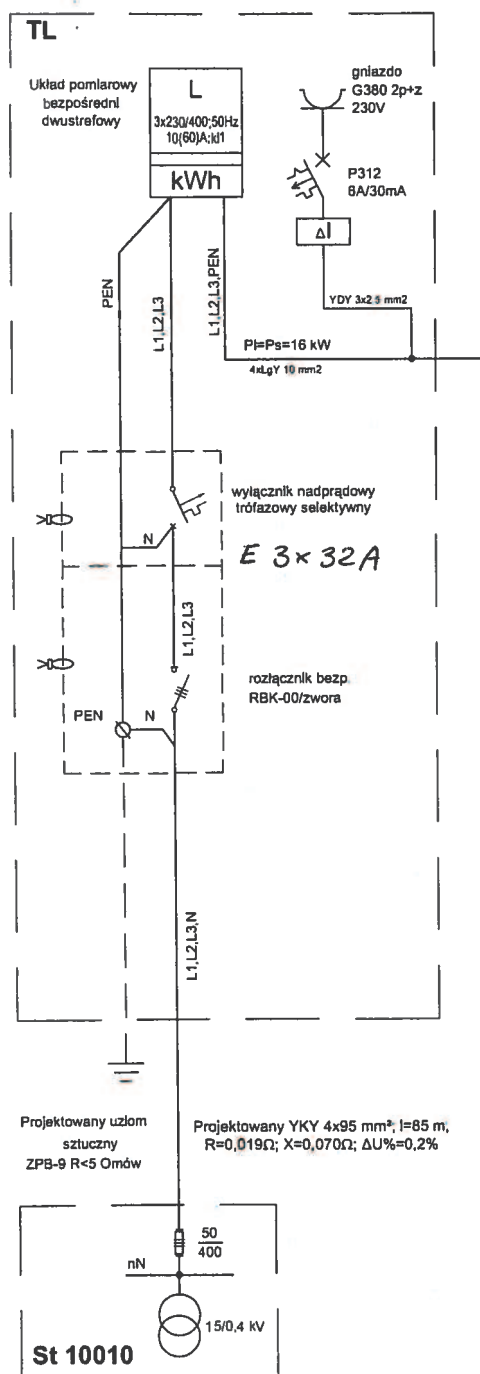 TL
Układ pomiarowy
bezpośredni
dwustrefowy
L
3x230/400;50Hz
10(60)A;kl1
kWh
gniazdo
G380 2p+z
230V
P312
6A/30mA
ΔI
YDY 3x2.5 mm2
PEN
L1,L2,L3
L1,L2,L3,PEN
PI=Ps=16 kW
4xLgY 10 mm2
wyłącznik nadprądowy
trófazowy selektywny
N
E 3x32A
L1,L2,L3
rozłącznik bezp
RBK-00/zwora
PEN
N
L1,L2,L3,N
Projektowany uziom
sztuczny
ZPB-9 R<5 Omów
Projektowany YKY 4x95 mm², l=85 m,
R=0,019Ω; X=0,070Ω; ΔU%=0,2%
50
400
nN
15/0,4 kV
St 10010